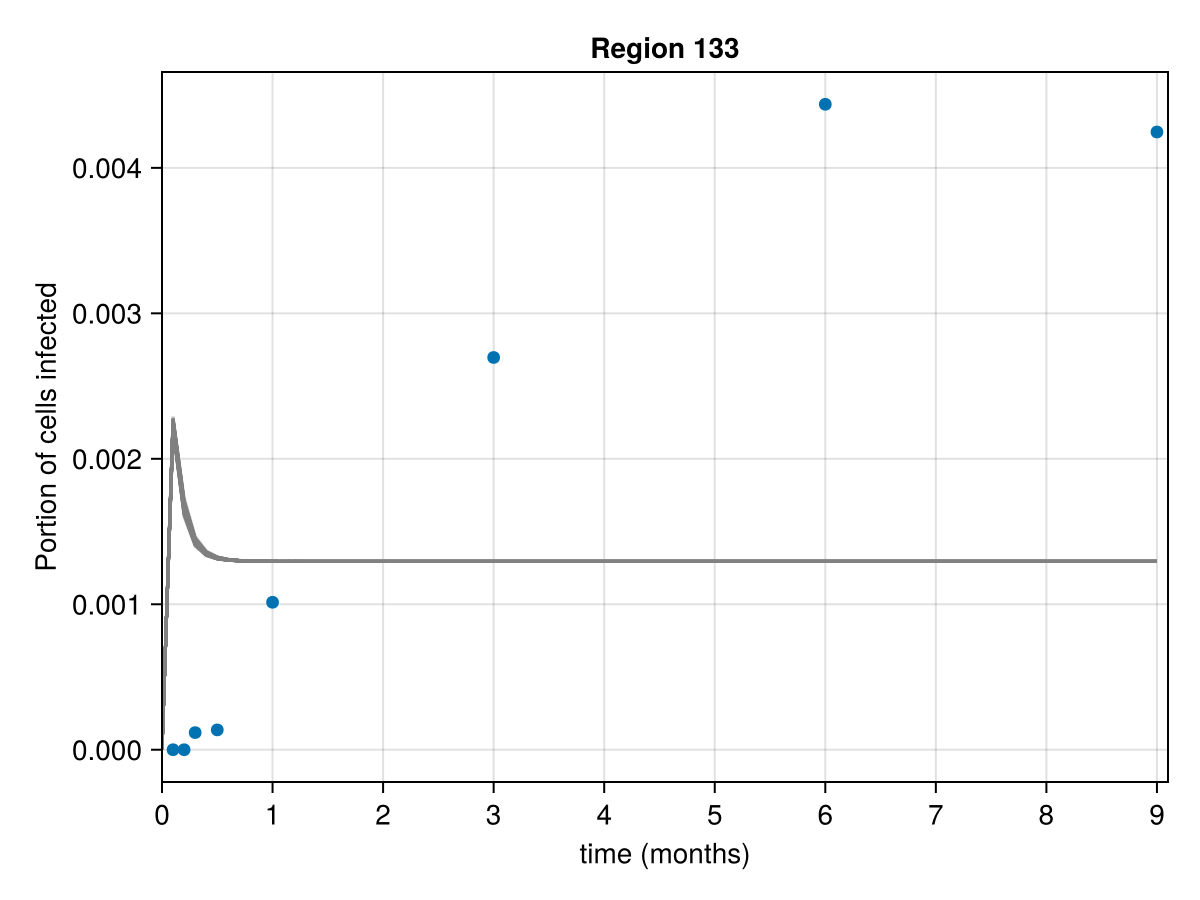 Region 133
Portion of cells infected
0.004
0.003
0.002
0.001
0.000
0 1 2 3 4 5 6 7 8 9
time (months)